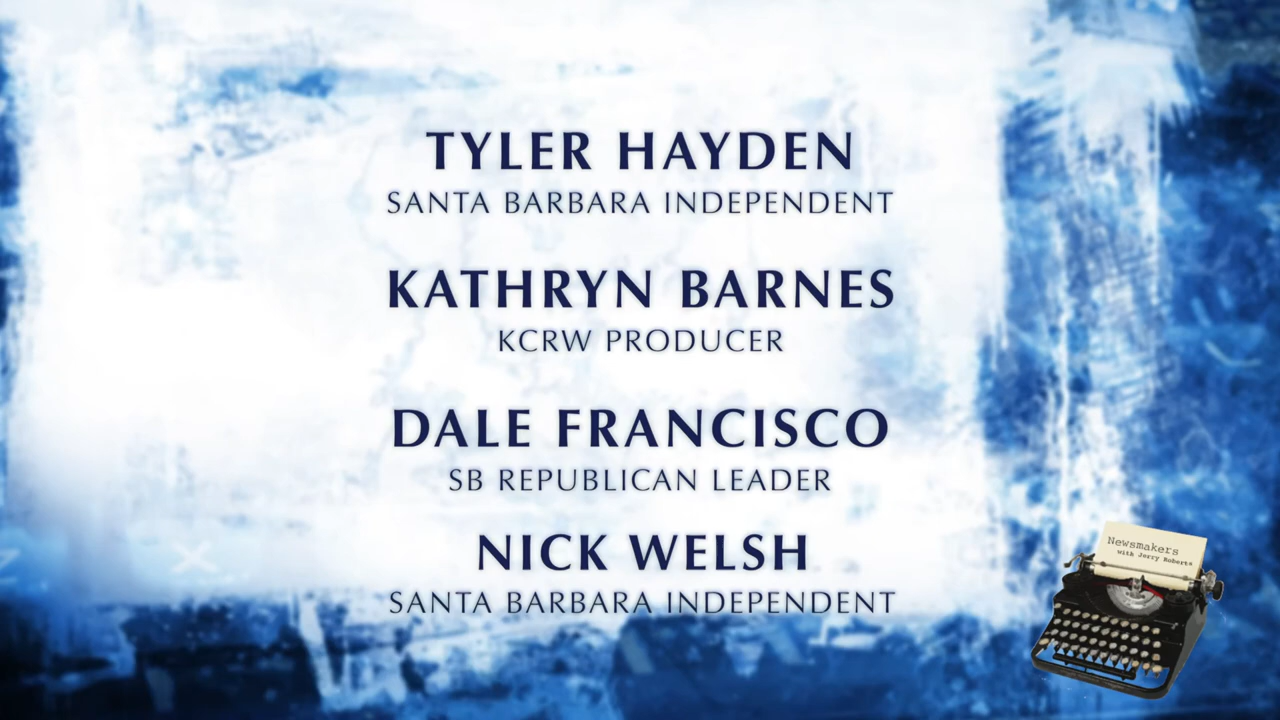 TYLER HAYDEN
SANTA BARBARA INDEPENDENT
KATHRYN BARNES
KCRW PRODUCER
DALE FRANCISCO
SB REPUBLICAN LEADER
NICK WELSH
SANTA BARBARA INDEPENDENT
Newsmakers
with Jerry Roberts